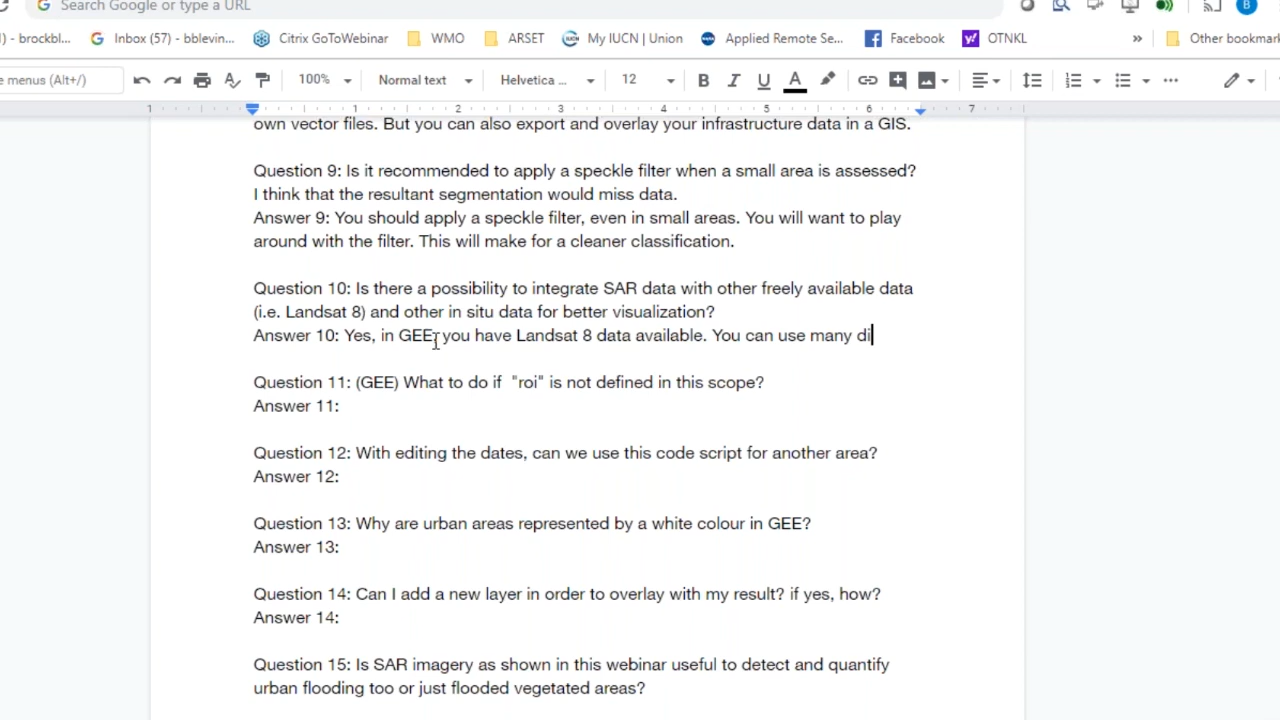 Search Google or type a URL
B
) - brockbl...
Inbox (57) - bblevin...
Citrix GoToWebinar
WMO
ARSET
My IUCN | Union
Applied Remote Se...
Facebook
OTNKL
»
Other bookmar
e menus (Alt+/)
100%
Normal text
Helvetica ...
12
B
I
U
A
1 1 2 3 4 5 6 7
own vector files. But you can also export and overlay your infrastructure data in a GIS.
Question 9: Is it recommended to apply a speckle filter when a small area is assessed?
I think that the resultant segmentation would miss data.
Answer 9: You should apply a speckle filter, even in small areas. You will want to play
around with the filter. This will make for a cleaner classification.
Question 10: Is there a possibility to integrate SAR data with other freely available data
(i.e. Landsat 8) and other in situ data for better visualization?
Answer 10: Yes, in GEE, you have Landsat 8 data available. You can use many di
Question 11: (GEE) What to do if  "roi" is not defined in this scope?
Answer 11:
Question 12: With editing the dates, can we use this code script for another area?
Answer 12:
Question 13: Why are urban areas represented by a white colour in GEE?
Answer 13:
Question 14: Can I add a new layer in order to overlay with my result? if yes, how?
Answer 14:
Question 15: Is SAR imagery as shown in this webinar useful to detect and quantify
urban flooding too or just flooded vegetated areas?